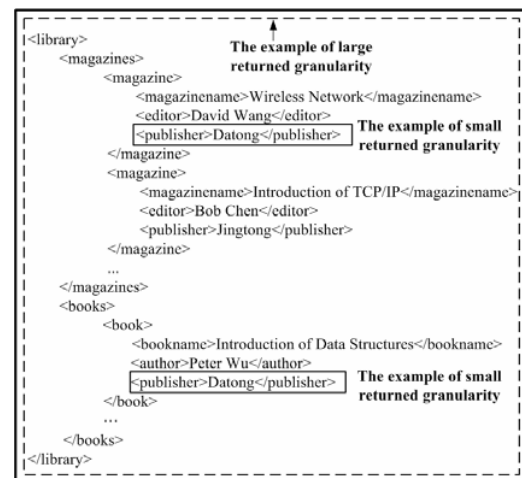 The example of large
<library>
returned granularity
<magazines>
<magazine>
<magazinename>Wireless Network</magazinename>
<editor>David Wang</editor>
<publisher>Datong</publisher> The example of small
</magazine> returned granularity
<magazine>
<magazinename>Introduction of TCP/IP</magazinename>
<editor>Bob Chen</editor>
<publisher>Jingtong</publisher>
</magazine>
...
</magazines>
<books>
<book>
<bookname>Introduction of Data Structures</bookname>
<author>Peter Wu</author>
<publisher>Datong</publisher> The example of small
</book> returned granularity
...
</books>
</library>